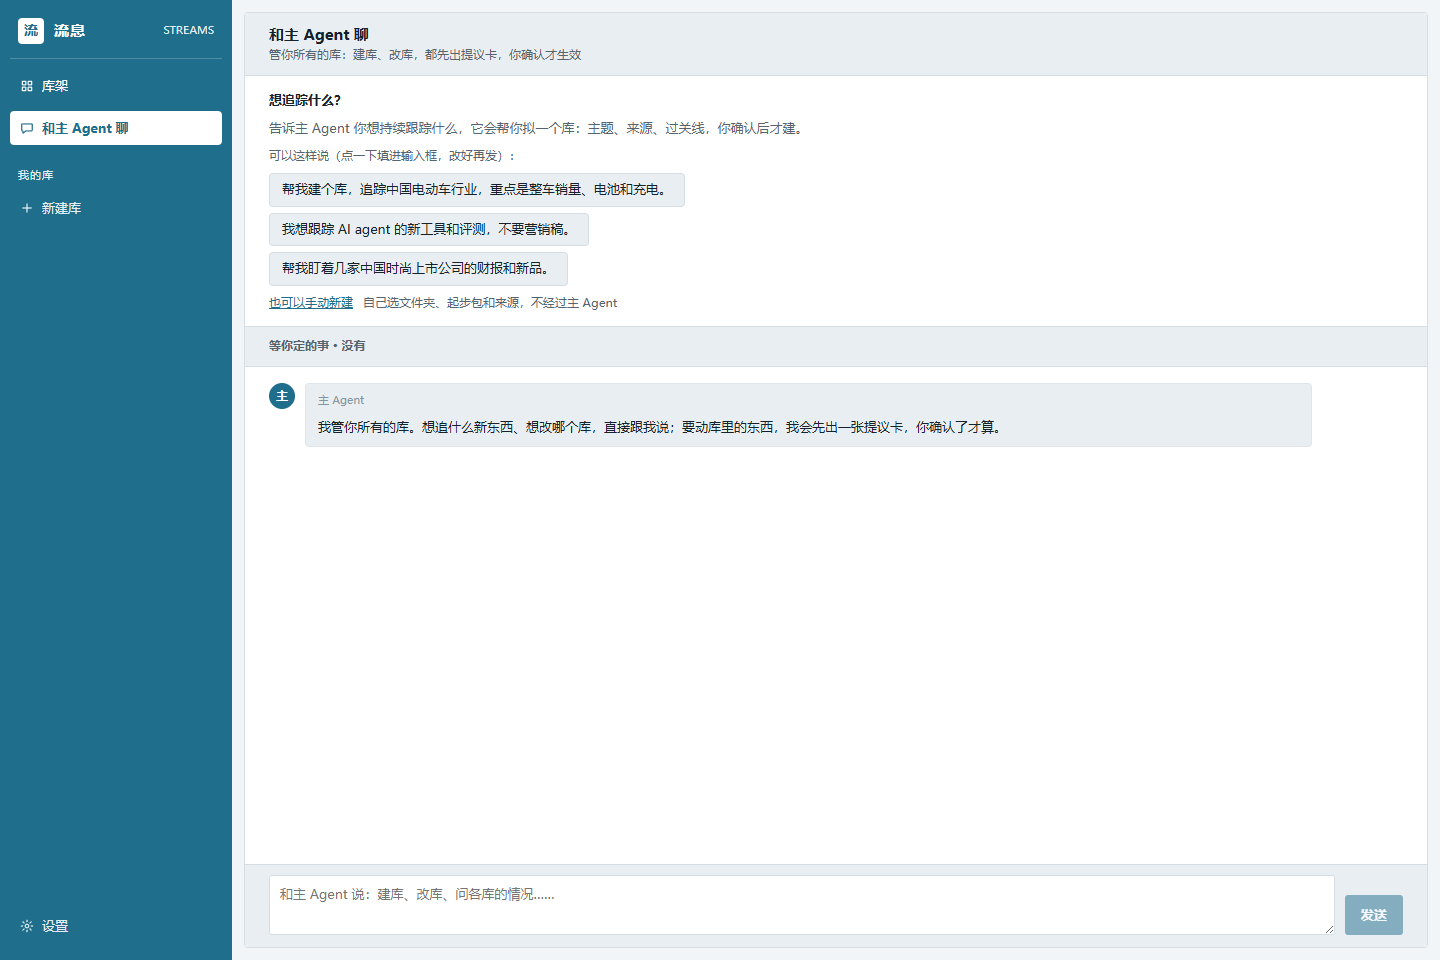 流 流息 STREAMS
库架
和主 Agent 聊
我的库
新建库
设置
和主 Agent 聊
管你所有的库：建库、改库，都先出提议卡，你确认才生效
想追踪什么？
告诉主 Agent 你想持续跟踪什么，它会帮你拟一个库：主题、来源、过关线，你确认后才建。
可以这样说（点一下填进输入框，改好再发）：
帮我建个库，追踪中国电动车行业，重点是整车销量、电池和充电。
我想跟踪 AI agent 的新工具和评测，不要营销稿。
帮我盯着几家中国时尚上市公司的财报和新品。
也可以手动新建 自己选文件夹、起步包和来源，不经过主 Agent
等你定的事 • 没有
主 主 Agent
我管你所有的库。想追什么新东西、想改哪个库，直接跟我说；要动库里的东西，我会先出一张提议卡，你确认了才算。
和主 Agent 说：建库、改库、问各库的情况……
发送